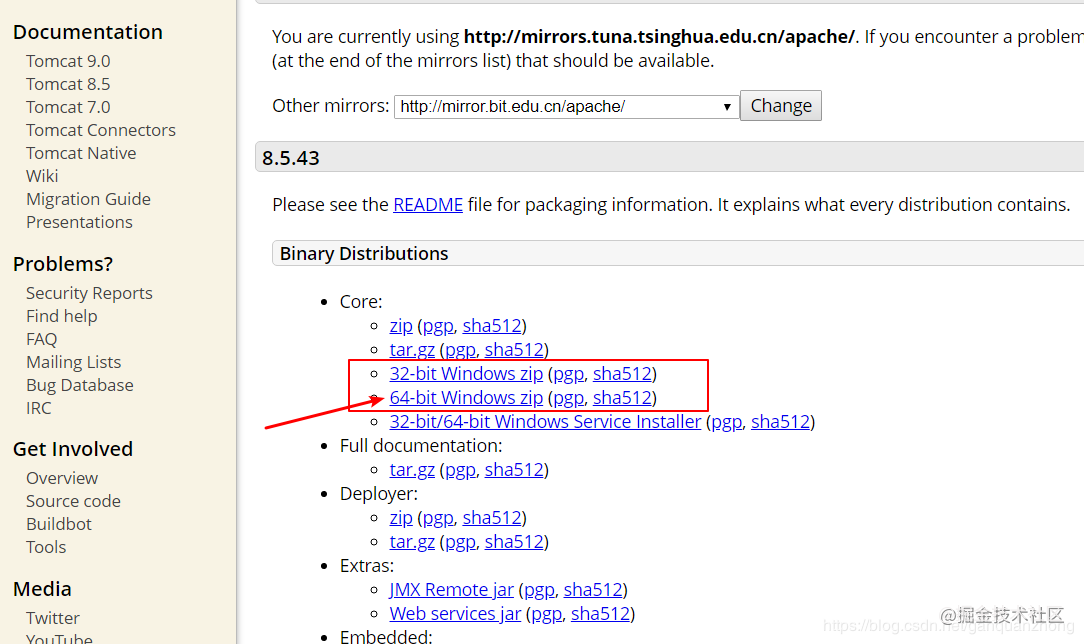 Documentation
Tomcat 9.0
Tomcat 8.5
Tomcat 7.0
Tomcat Connectors
Tomcat Native
Wiki
Migration Guide
Presentations
Problems?
Security Reports
Find help
FAQ
Mailing Lists
Bug Database
IRC
Get Involved
Overview
Source code
Buildbot
Tools
Media
Twitter
YouTube
You are currently using http://mirrors.tuna.tsinghua.edu.cn/apache/. If you encounter a problem
(at the end of the mirrors list) that should be available.
Other mirrors: http://mirror.bit.edu.cn/apache/ Change
8.5.43
Please see the README file for packaging information. It explains what every distribution contains.
Binary Distributions
Core:
zip (pgp, sha512)
tar.gz (pgp, sha512)
32-bit Windows zip (pgp, sha512)
64-bit Windows zip (pgp, sha512)
32-bit/64-bit Windows Service Installer (pgp, sha512)
Full documentation:
tar.gz (pgp, sha512)
Deployer:
zip (pgp, sha512)
tar.gz (pgp, sha512)
Extras:
JMX Remote jar (pgp, sha512)
Web services jar (pgp, sha512)
Embedded:
@掘金技术社区
https://blog.csdn.net/ganquanzhong